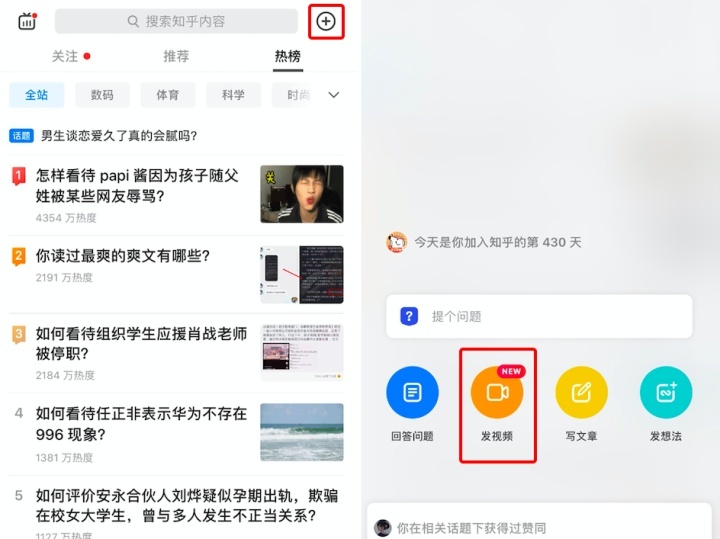 搜索知乎内容
关注
推荐
热榜
全站
数码
体育
科学
时尚
话题
男生谈恋爱久了真的会腻吗?
1
怎样看待 papi 酱因为孩子随父
姓被某些网友辱骂?
4354 万热度
2
你读过最爽的爽文有哪些?
2191 万热度
3
如何看待组织学生应援肖战老师
被停职?
2184 万热度
4
如何看待任正非表示华为不存在
996 现象?
1381 万热度
5
如何评价安永合伙人刘烨疑似孕期出轨，欺骗
在校女大学生，曾与多人发生不正当关系?
1127 万热度
今天是你加入知乎的第 430 天
提个问题
NEW
回答问题
发视频
写文章
发想法
你在相关话题下获得过赞同